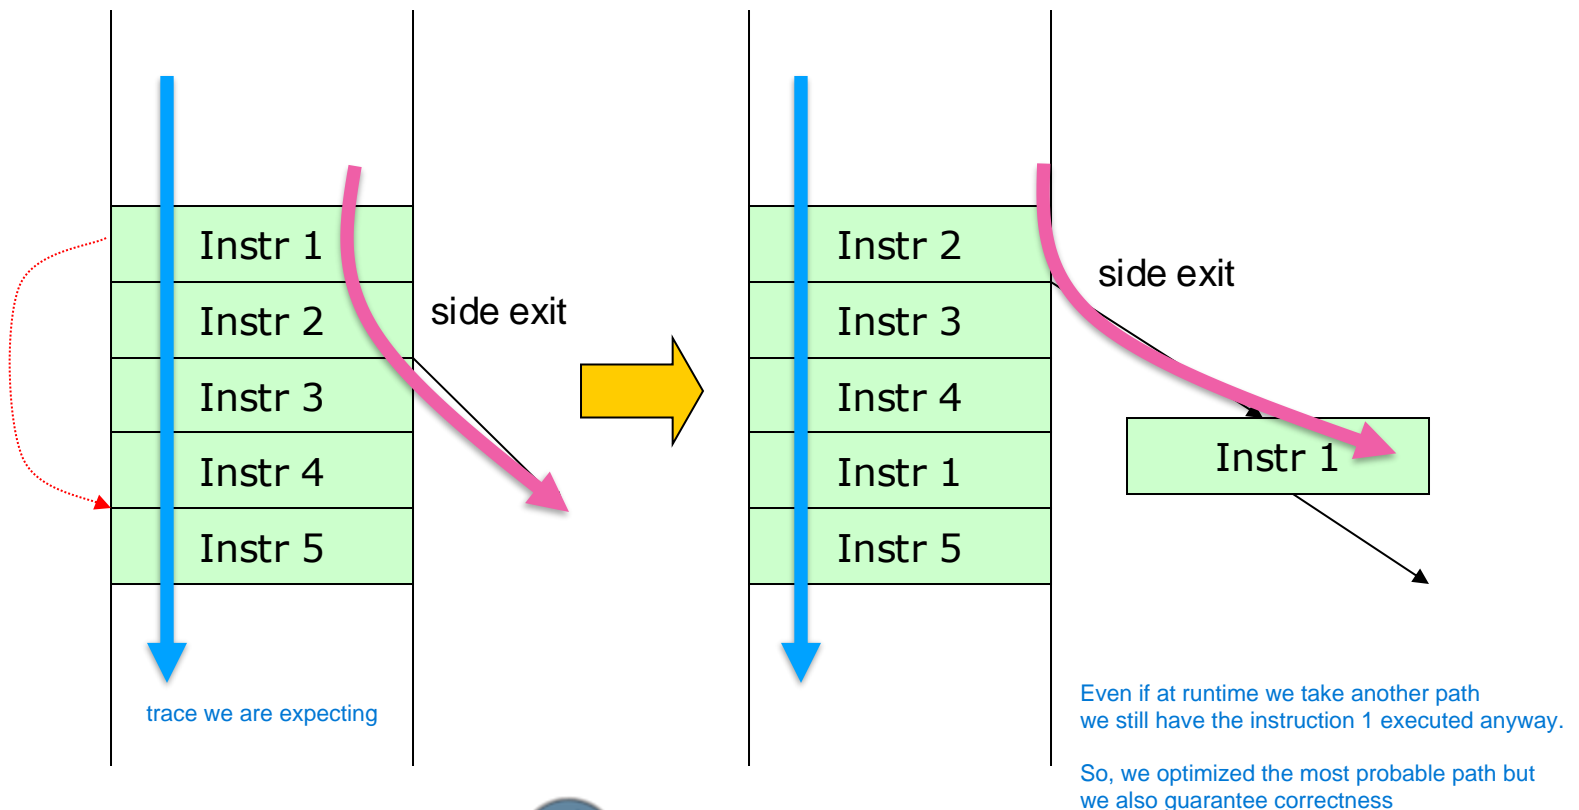 Instr 1
Instr 2
Instr 3
Instr 4
Instr 5
side exit
trace we are expecting
Instr 2
Instr 3
Instr 4
Instr 1
Instr 5
side exit
Instr 1
Even if at runtime we take another path
we still have the instruction 1 executed anyway.
So, we optimized the most probable path but
we also guarantee correctness